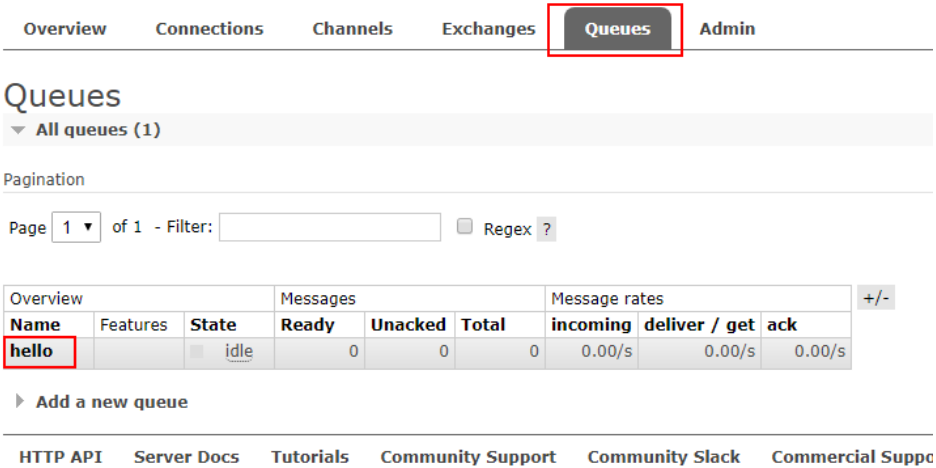 Overview Connections Channels Exchanges Queues Admin
Queues
All queues (1)
Pagination
Page 1 of 1 - Filter: Regex ?
Overview Messages Message rates +/-
Name Features State Ready Unacked Total incoming deliver / get ack
hello idle 0 0 0 0.00/s 0.00/s 0.00/s
Add a new queue
HTTP API Server Docs Tutorials Community Support Community Slack Commercial Suppo